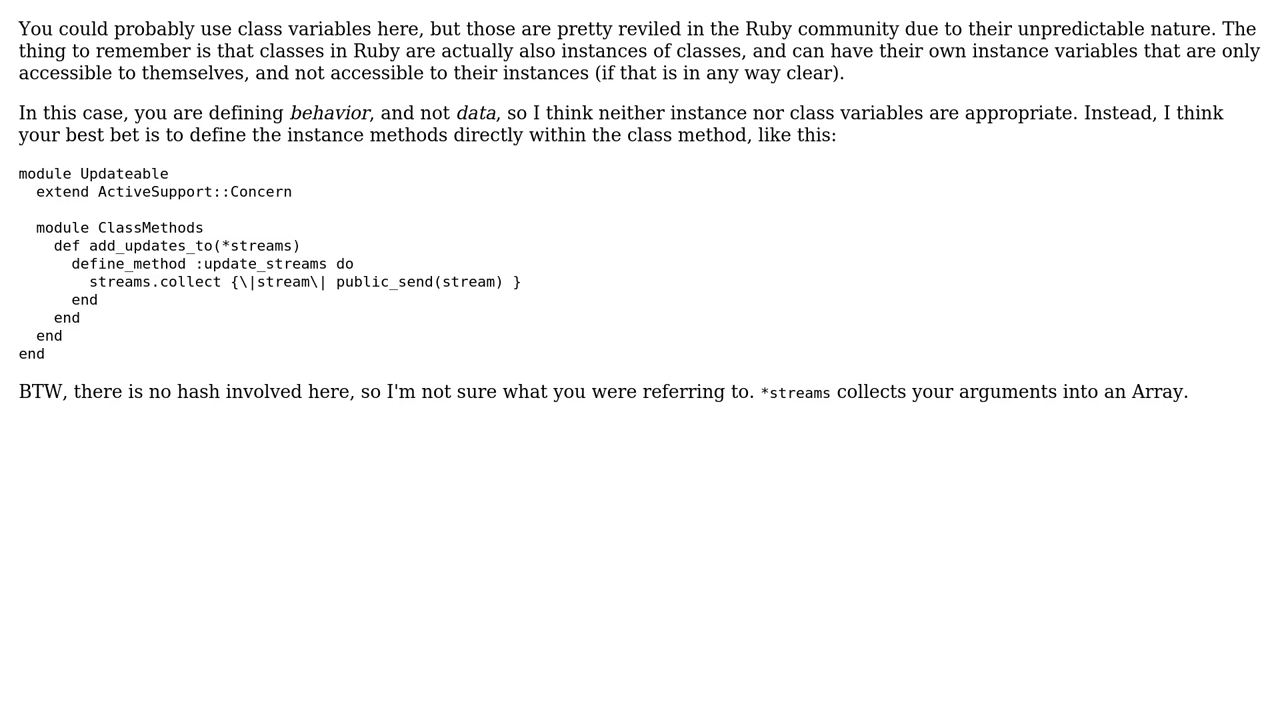 You could probably use class variables here, but those are pretty reviled in the Ruby community due to their unpredictable nature. The
thing to remember is that classes in Ruby are actually also instances of classes, and can have their own instance variables that are only
accessible to themselves, and not accessible to their instances (if that is in any way clear).
In this case, you are defining behavior, and not data, so I think neither instance nor class variables are appropriate. Instead, I think
your best bet is to define the instance methods directly within the class method, like this:
module Updateable
  extend ActiveSupport::Concern
  module ClassMethods
    def add_updates_to(*streams)
      define_method :update_streams do
        streams.collect {\|stream\| public_send(stream) }
      end
    end
  end
end
BTW, there is no hash involved here, so I'm not sure what you were referring to. *streams collects your arguments into an Array.